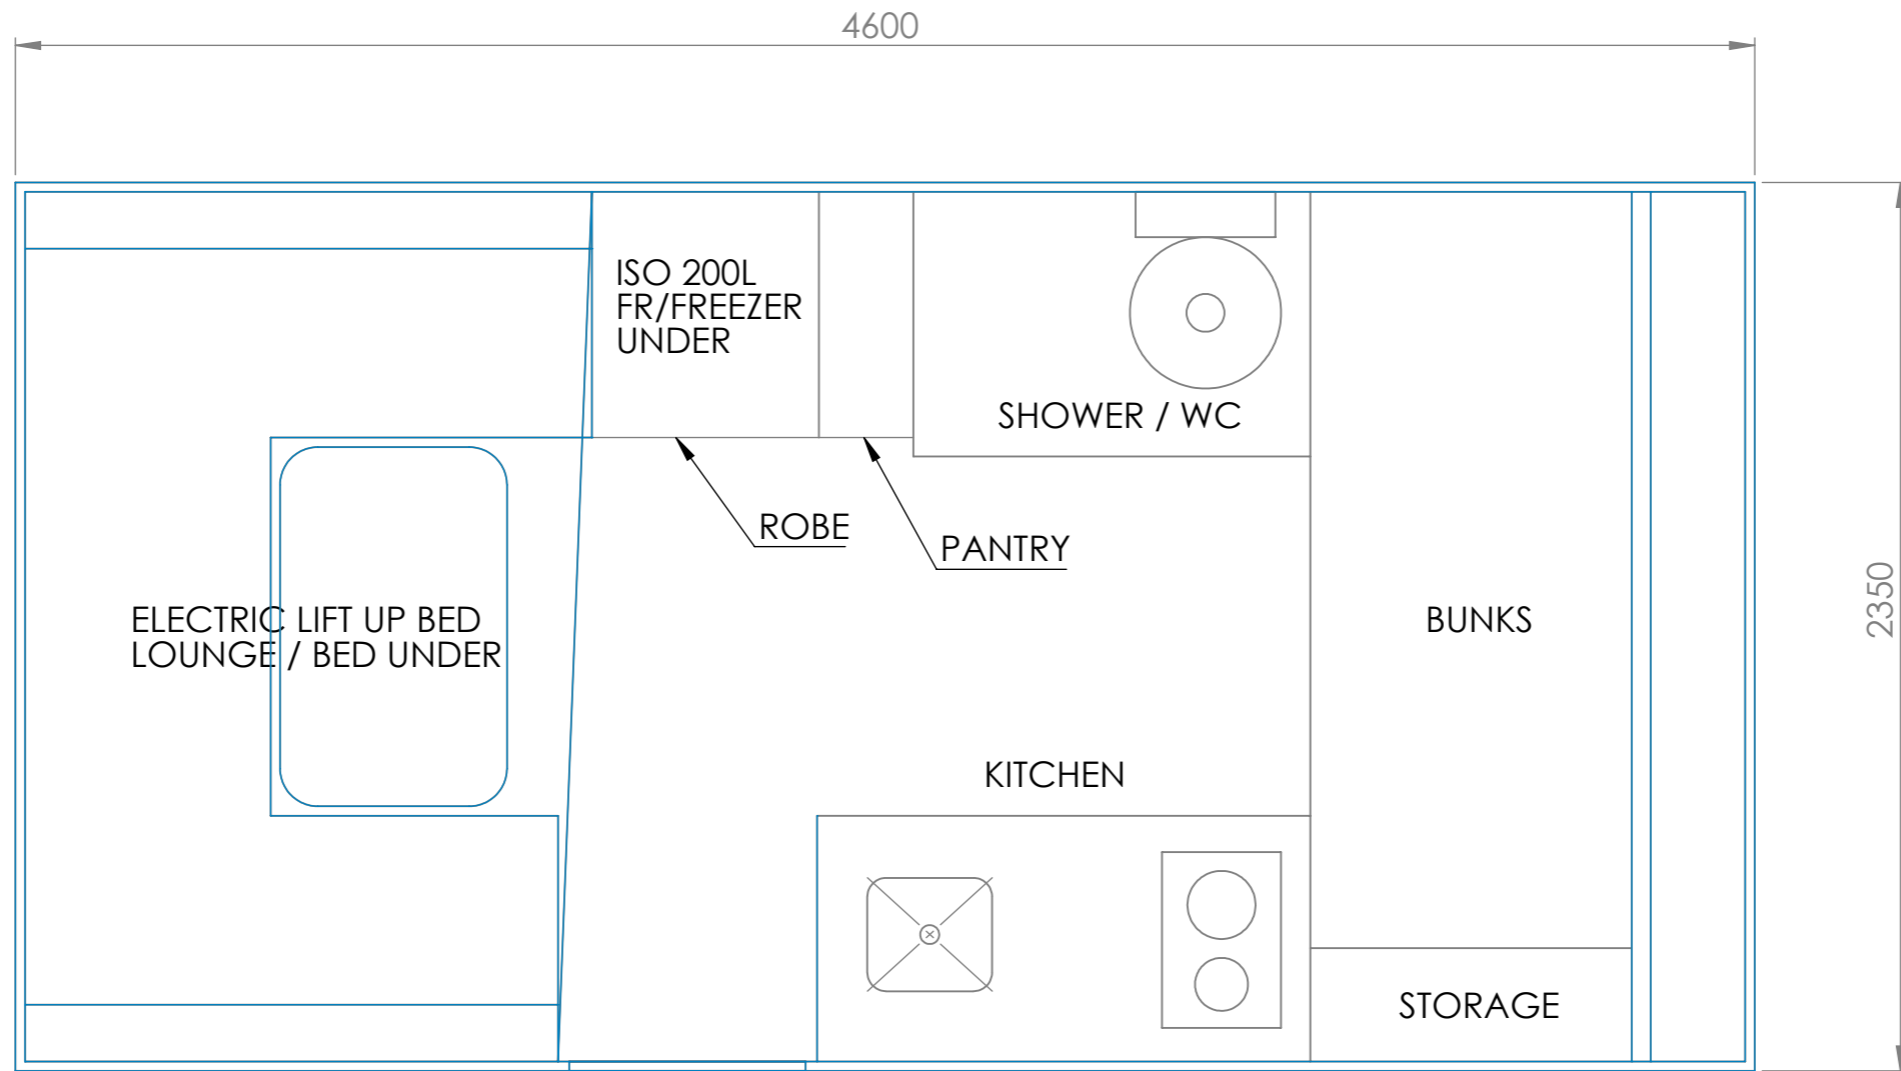 4600
ISO 200L
FR/FREEZER
UNDER
SHOWER / WC
ROBE
PANTRY
ELECTRIC LIFT UP BED
LOUNGE / BED UNDER
BUNKS
2350
KITCHEN
STORAGE